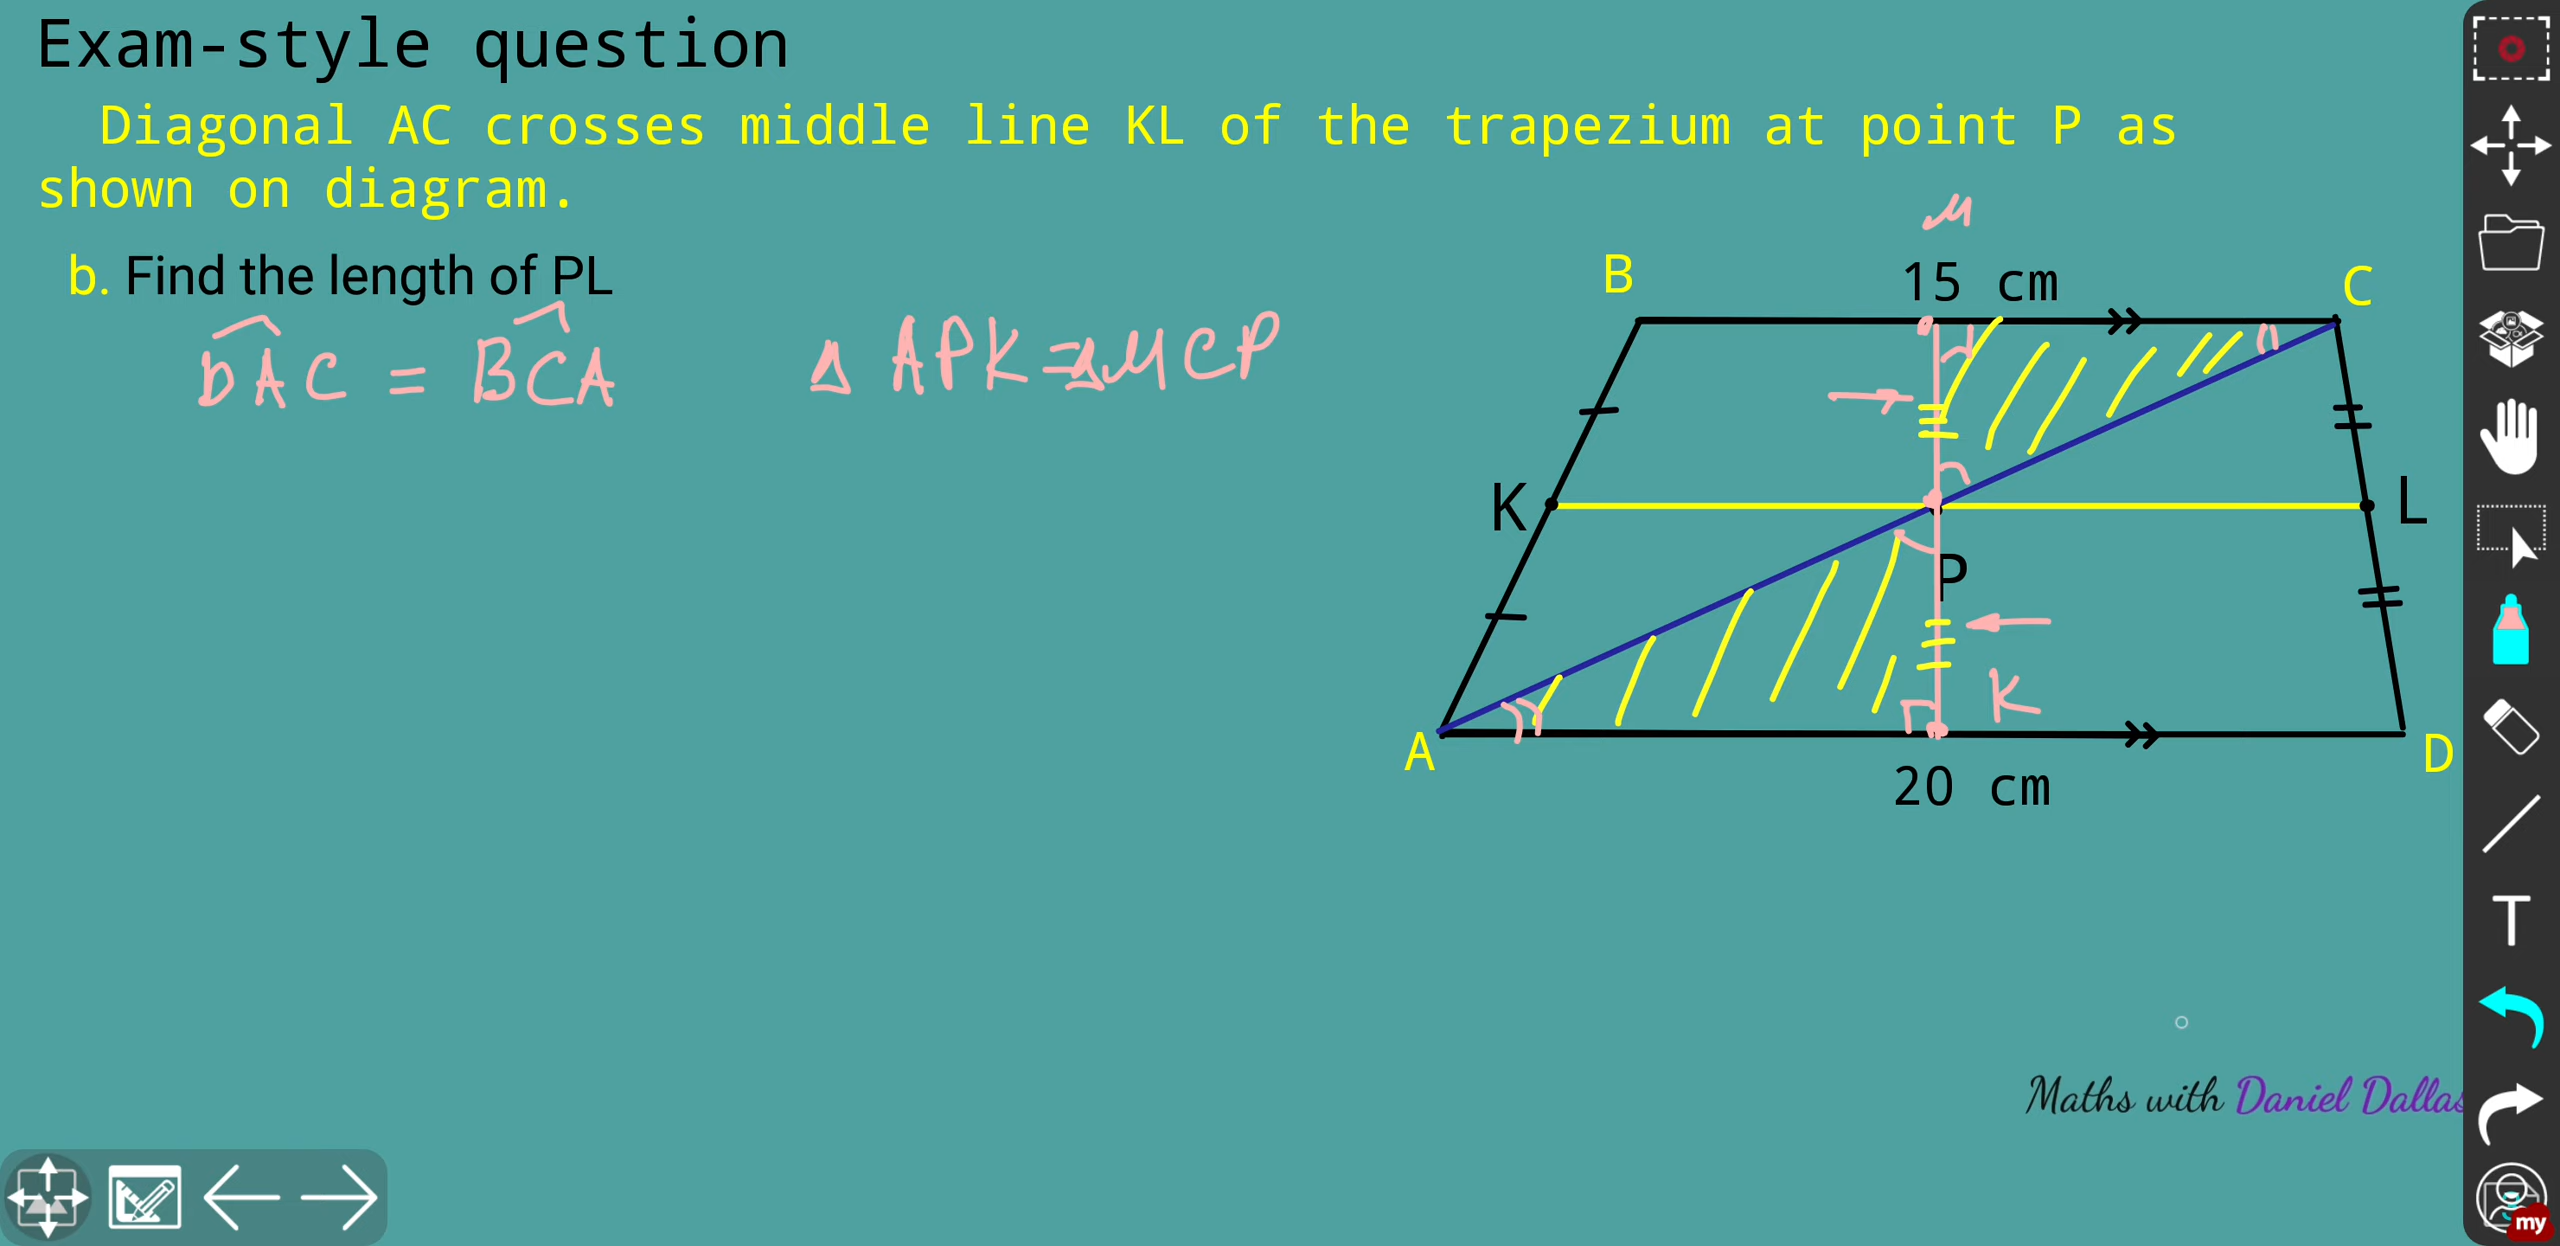 Exam-style question
Diagonal AC crosses middle line KL of the trapezium at point P as
shown on diagram.
b. Find the length of PL
DAC = BCA
Δ APK = Δ MCP
M
B
15 cm
C
K
L
P
K
A
D
20 cm
Maths with Daniel Dallas
T
my